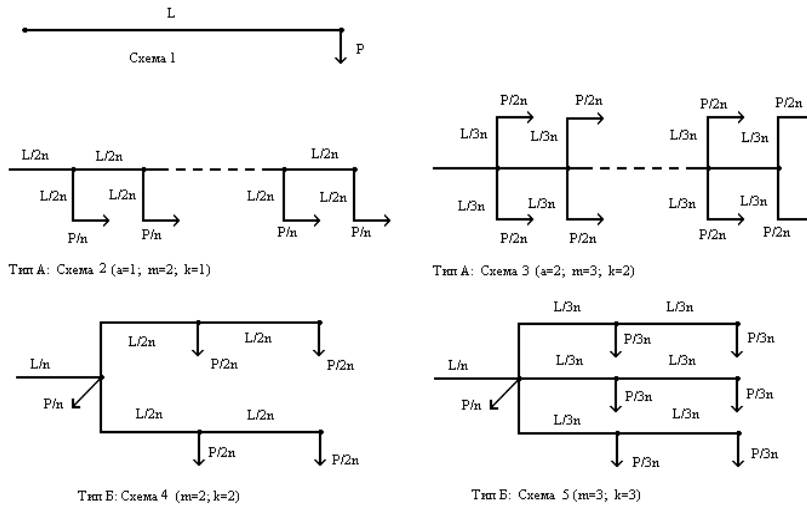 L
P
Схема 1
L/2n L/2n L/2n
L/2n L/2n L/2n L/2n
P/n P/n P/n P/n
Тип А: Схема 2 (a=1; m=2; k=1)
P/2n P/2n P/2n P/2n
L/3n L/3n L/3n L/3n
L/3n L/3n L/3n L/3n
P/2n P/2n P/2n P/2n
Тип А: Схема 3 (a=2; m=3; k=2)
L/2n L/2n
L/n P/2n P/2n
P/n
L/2n L/2n
P/2n P/2n
Тип Б: Схема 4 (m=2; k=2)
L/3n L/3n
P/3n P/3n
L/n L/3n L/3n
P/n P/3n P/3n
L/3n L/3n
P/3n P/3n
Тип Б: Схема 5 (m=3; k=3)